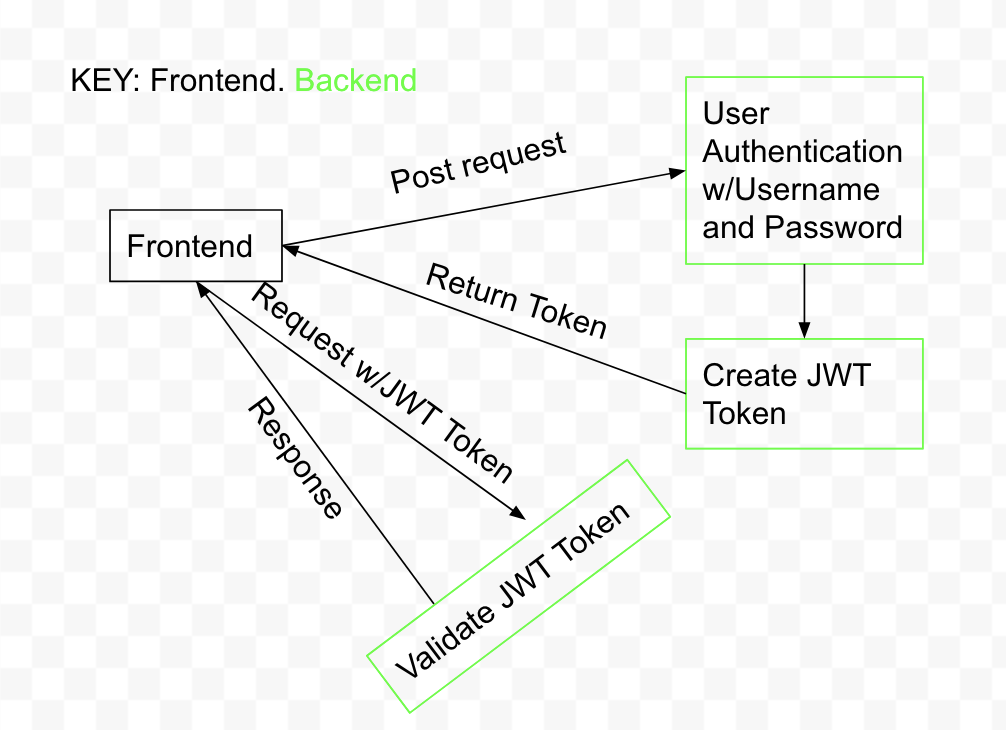 KEY: Frontend. Backend
User
Authentication
w/Username
and Password
Post request
Frontend
Return Token
Request w/JWT Token
Create JWT
Token
Response
Validate JWT Token